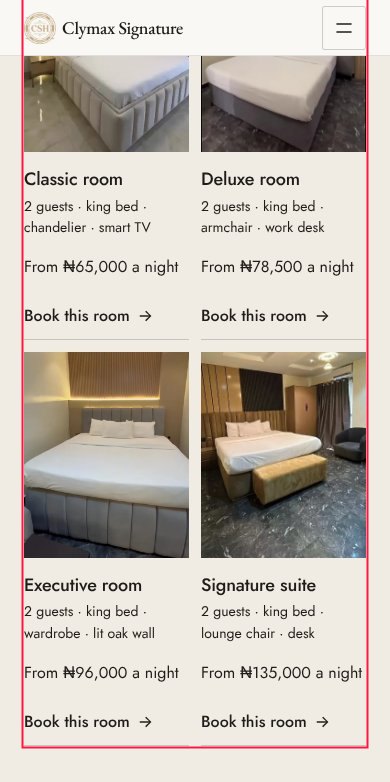 CSH
Clymax Signature
Classic room
2 guests · king bed ·
chandelier · smart TV
From ₦65,000 a night
Book this room →
Deluxe room
2 guests · king bed ·
armchair · work desk
From ₦78,500 a night
Book this room →
Executive room
2 guests · king bed ·
wardrobe · lit oak wall
From ₦96,000 a night
Book this room →
Signature suite
2 guests · king bed ·
lounge chair · desk
From ₦135,000 a night
Book this room →